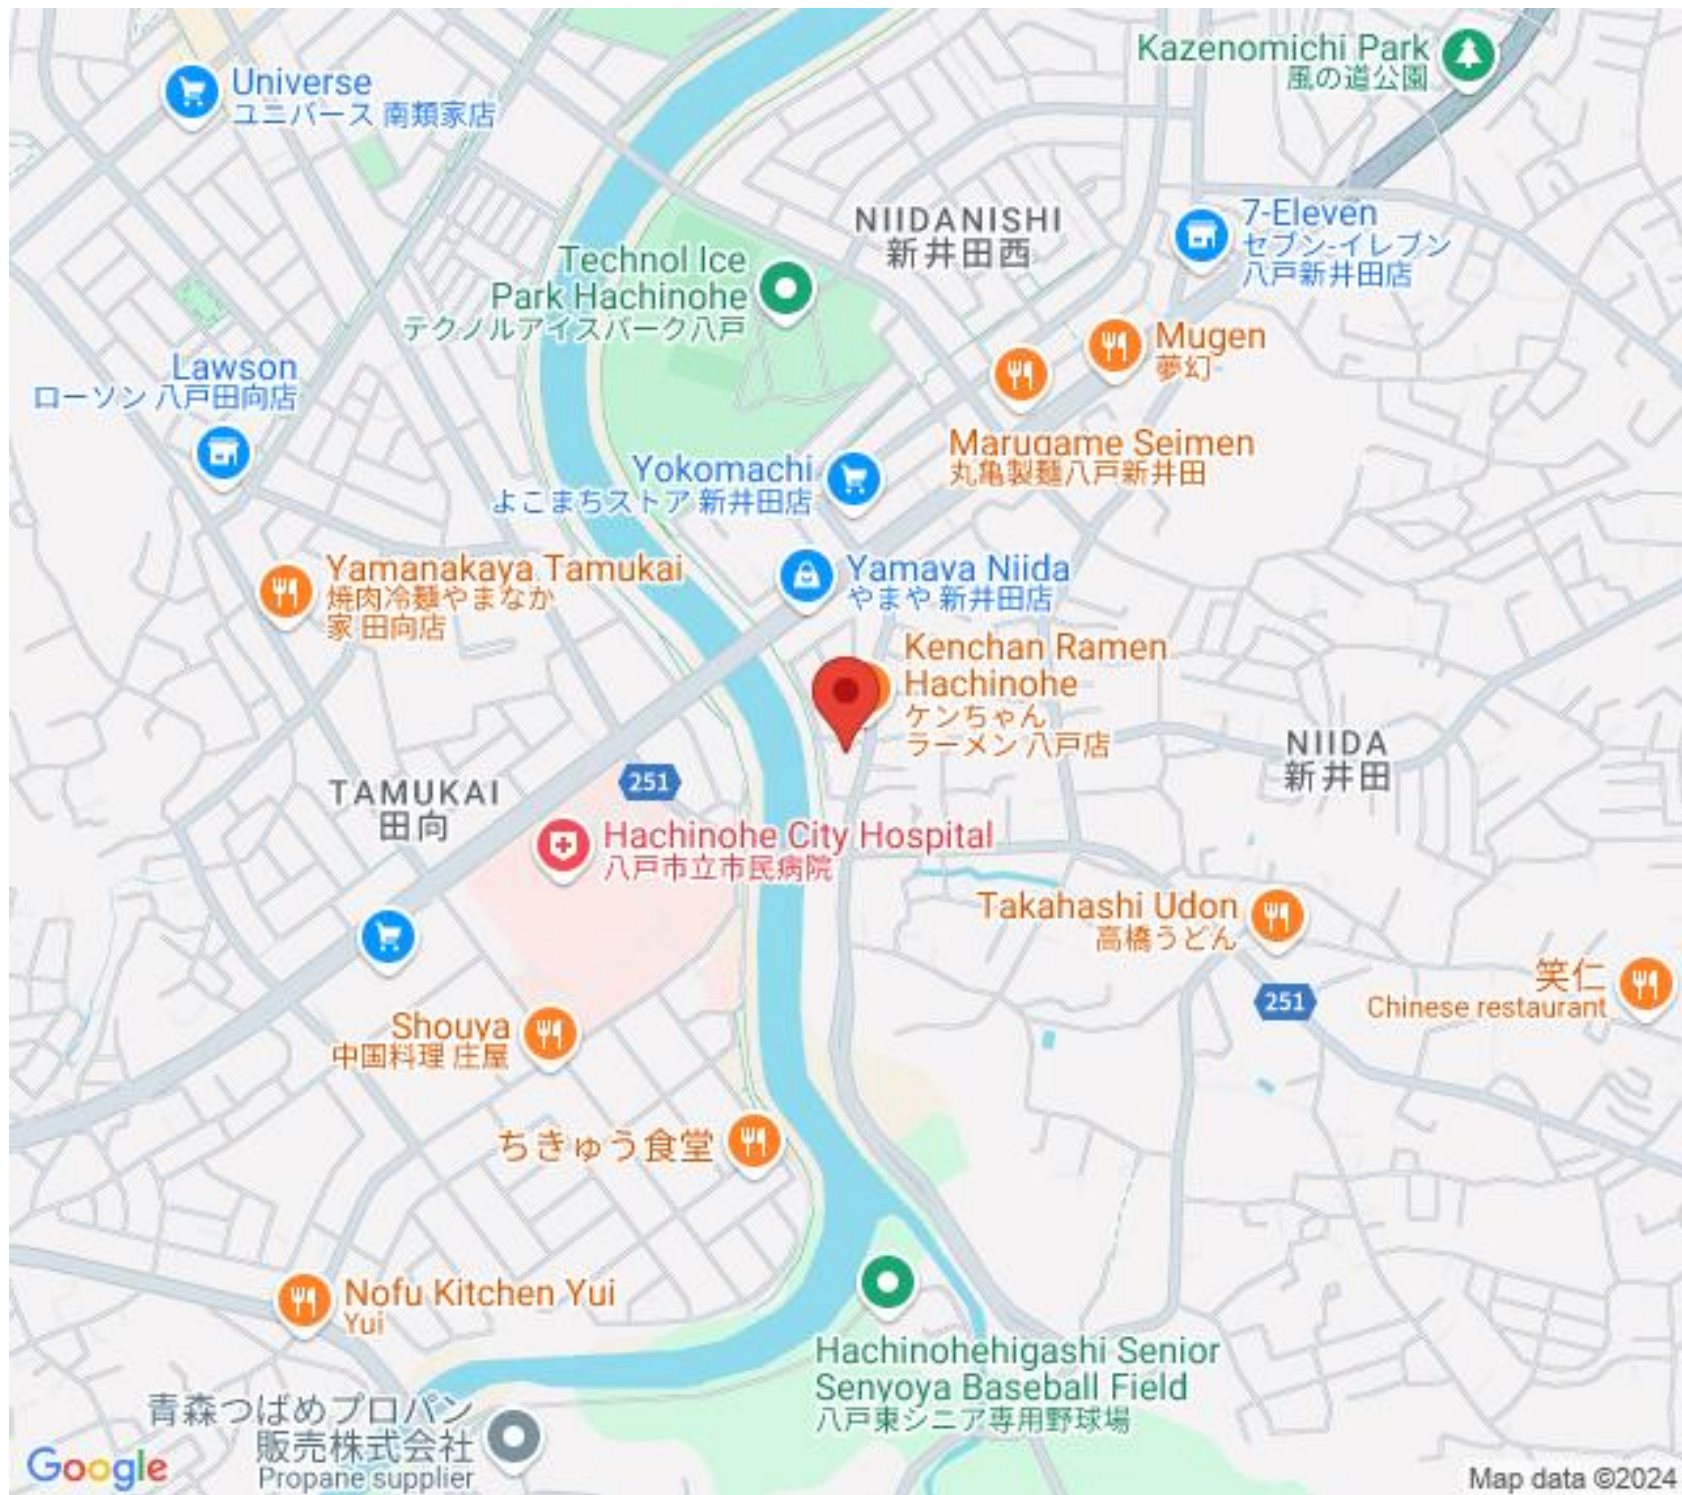 Kazenomichi Park
風の道公園
Universe
ユニバース 南類家店
NIIDANISHI
新井田西
7-Eleven
セブン-イレブン
八戸新井田店
Technol Ice
Park Hachinohe
テクノルアイスパーク八戸
Mugen
夢幻
Lawson
ローソン 八戸田向店
Marugame Seimen
丸亀製麺八戸新井田
Yokomachi
よこまちストア 新井田店
Yamanakaya Tamukai
焼肉冷麺やまなか
家 田向店
Yamaya Niida
やまや 新井田店
Kenchan Ramen
Hachinohe
ケンちゃん
ラーメン 八戸店
NIIDA
新井田
251
TAMUKAI
田向
Hachinohe City Hospital
八戸市立市民病院
Takahashi Udon
高橋うどん
笑仁
Chinese restaurant
251
Shouya
中国料理 庄屋
ちきゅう食堂
Nofu Kitchen Yui
Yui
Hachinohehigashi Senior
Senyoya Baseball Field
八戸東シニア専用野球場
青森つばめプロパン
販売株式会社
Propane supplier
Google
Map data ©2024